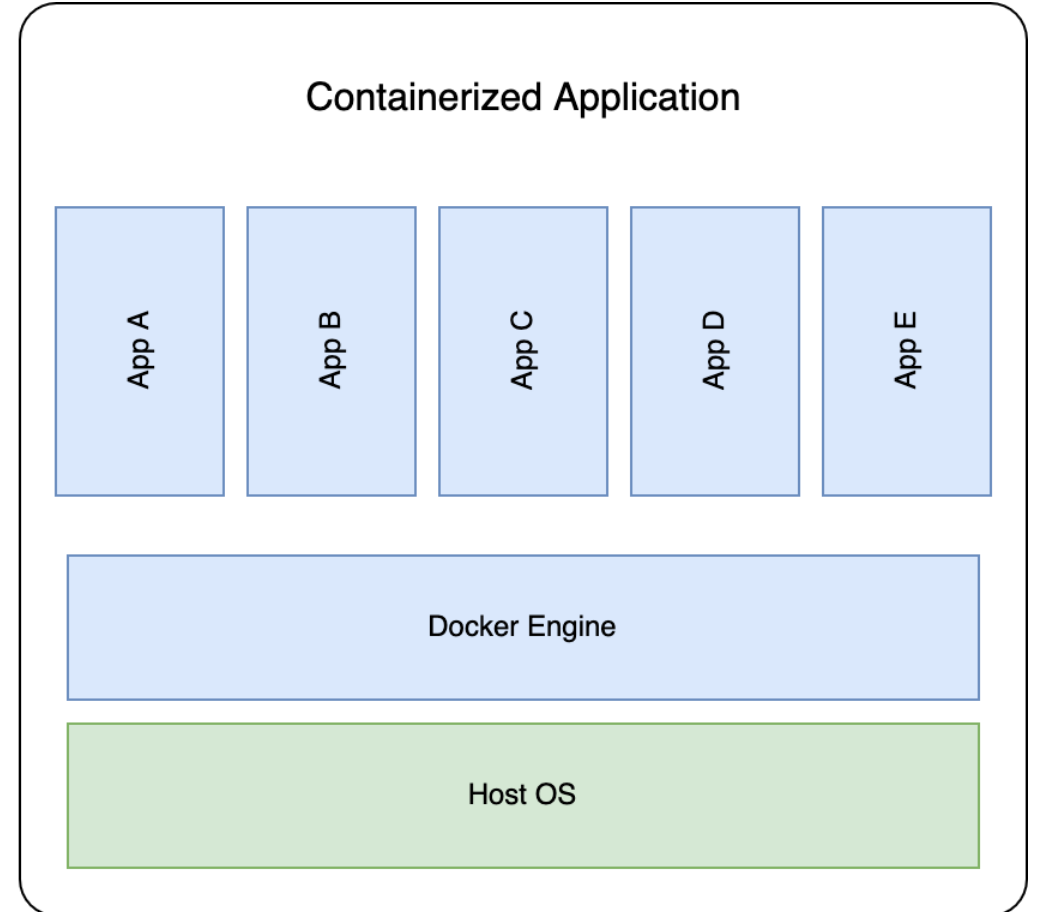 Containerized Application
App A
App B
App C
App D
App E
Docker Engine
Host OS